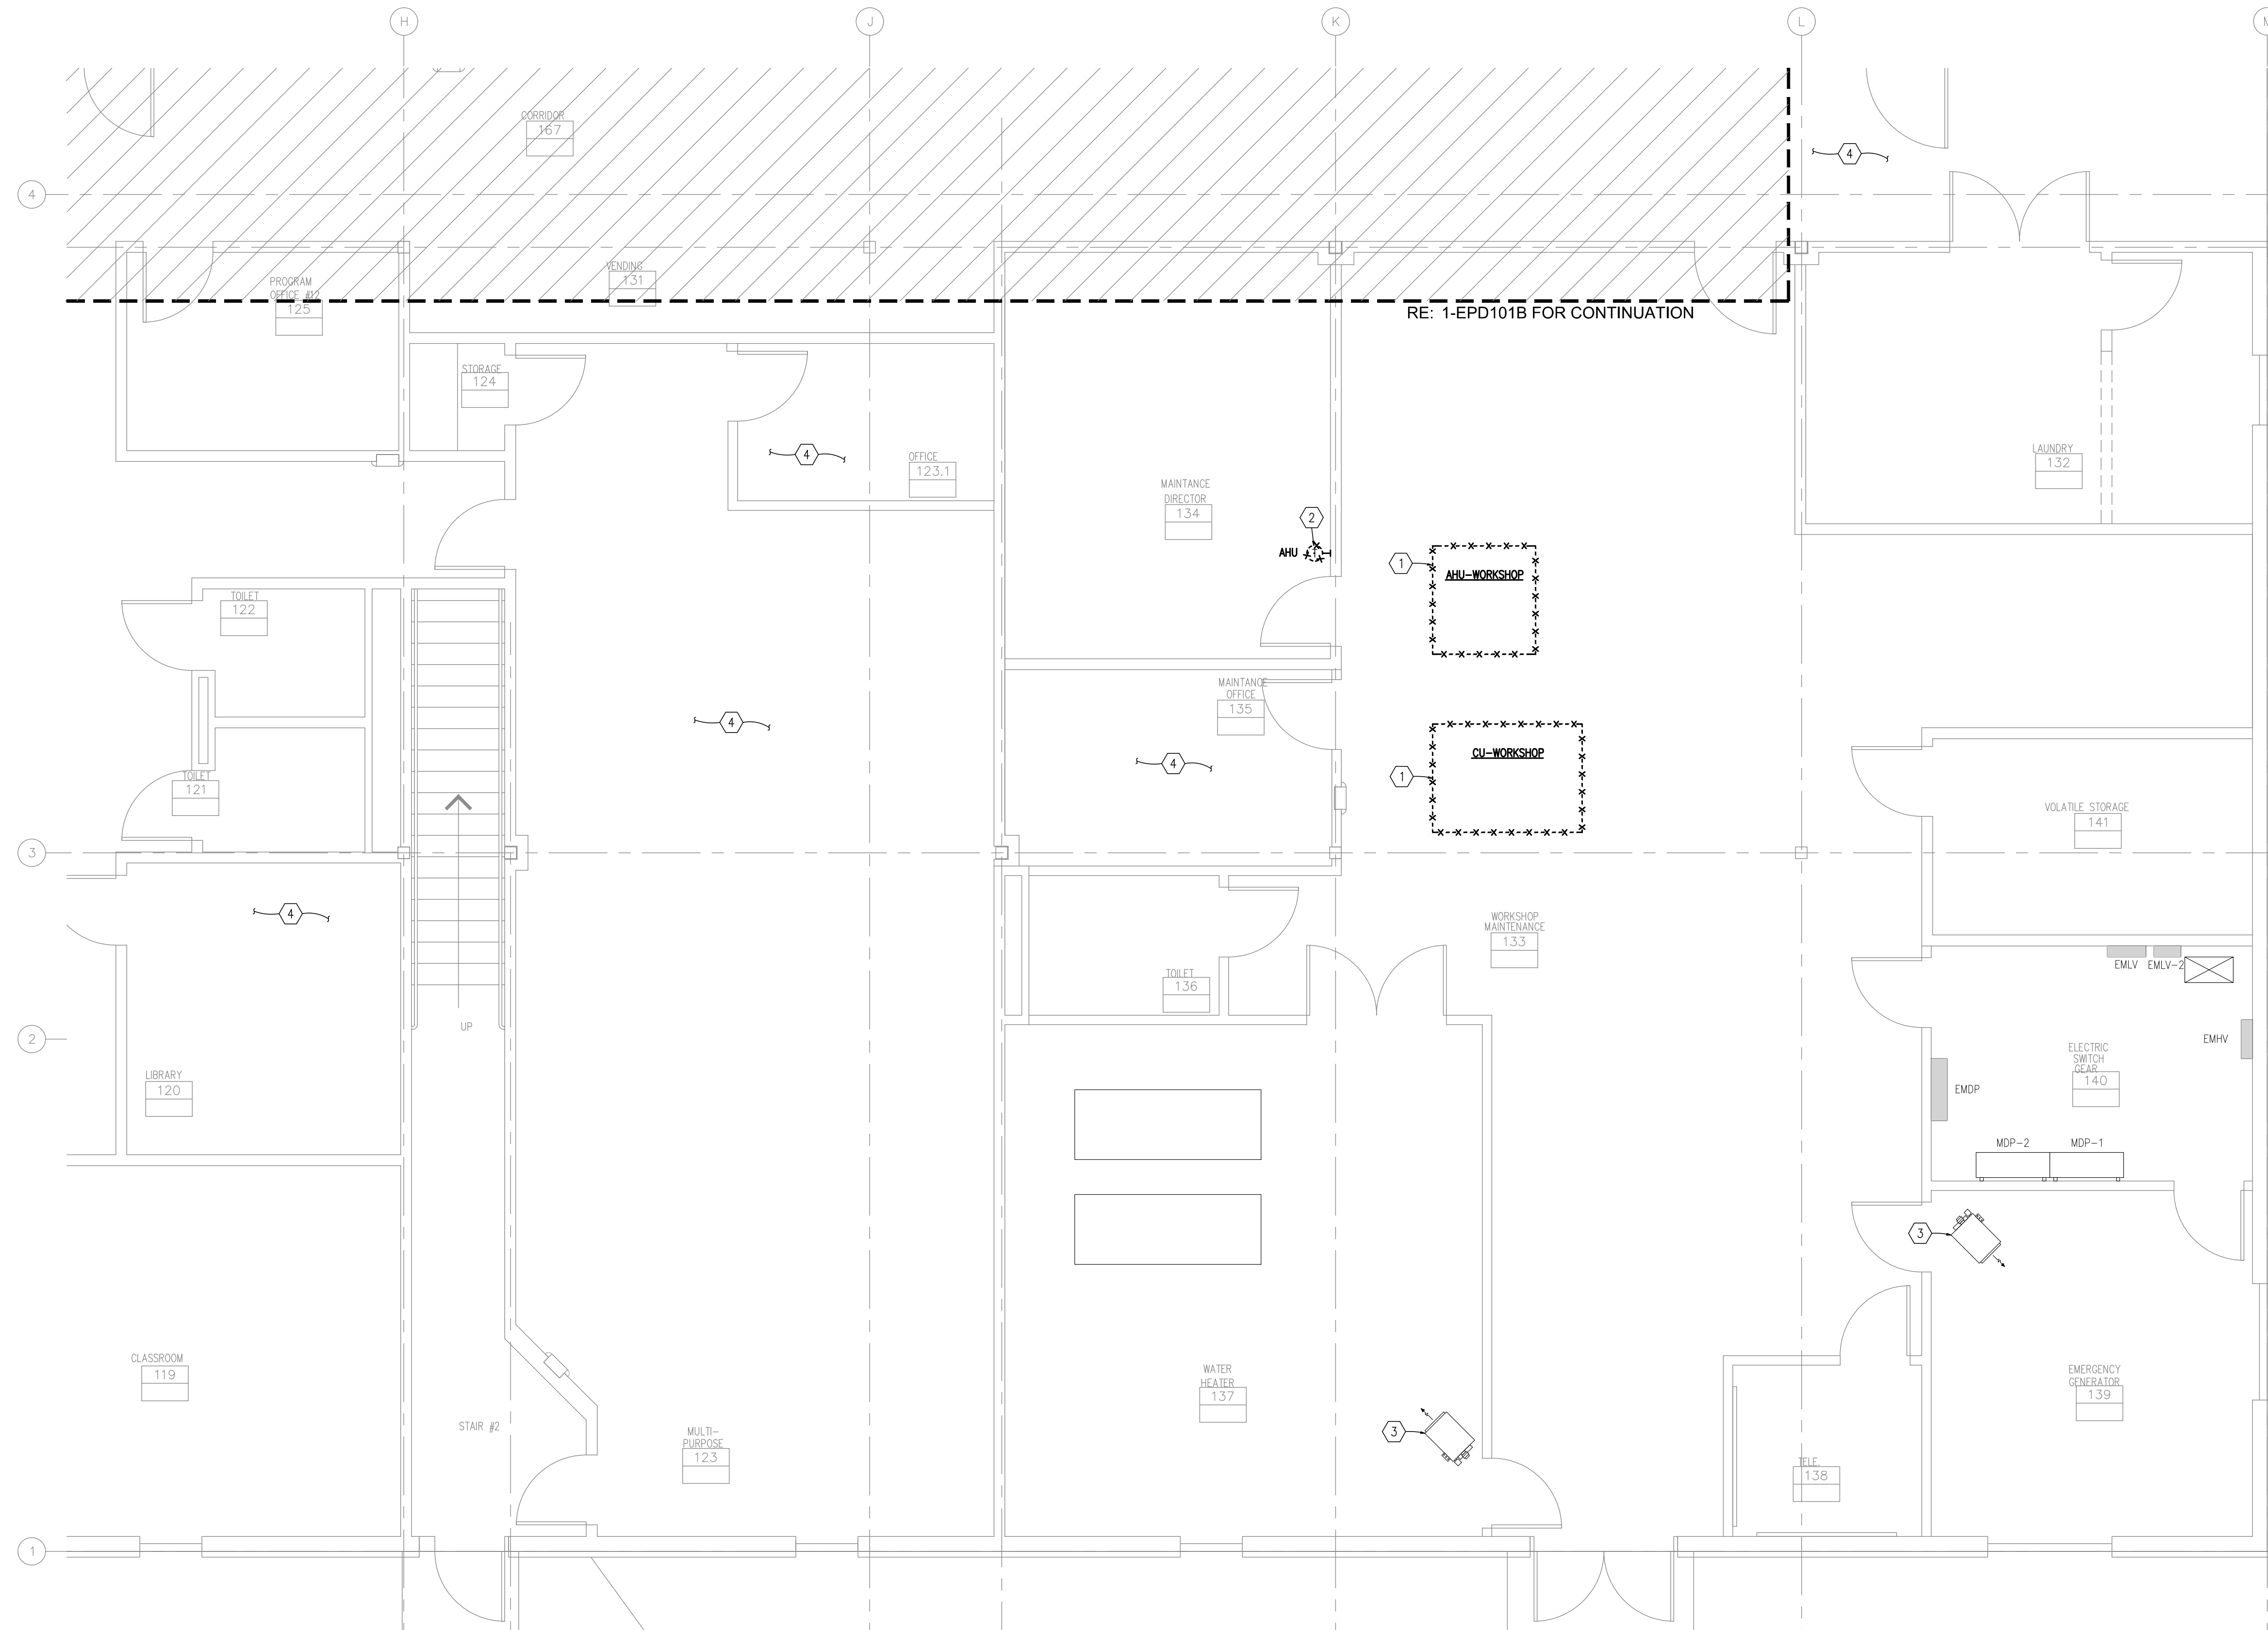 H
J
K
L
CORRIDOR
167
4
4
VENDING
131
PROGRAM
OFFICE #12
125
RE: 1-EPD101B FOR CONTINUATION
STORAGE
124
4
OFFICE
123.1
LAUNDRY
132
MAINTANCE
DIRECTOR
134
2
AHU
1
AHU-WORKSHOP
TOILET
122
MAINTANCE
OFFICE
135
4
4
1
CU-WORKSHOP
TOILET
121
VOLATILE STORAGE
141
3
4
WORKSHOP
MAINTENANCE
133
EMLV
EMLV-2
TOILET
136
UP
2
EMHV
ELECTRIC
SWITCH
GEAR
140
LIBRARY
120
EMDP
MDP-2
MDP-1
3
CLASSROOM
119
WATER
HEATER
137
EMERGENCY
GENERATOR
139
STAIR #2
MULTI-
PURPOSE
123
3
TELE.
138
1